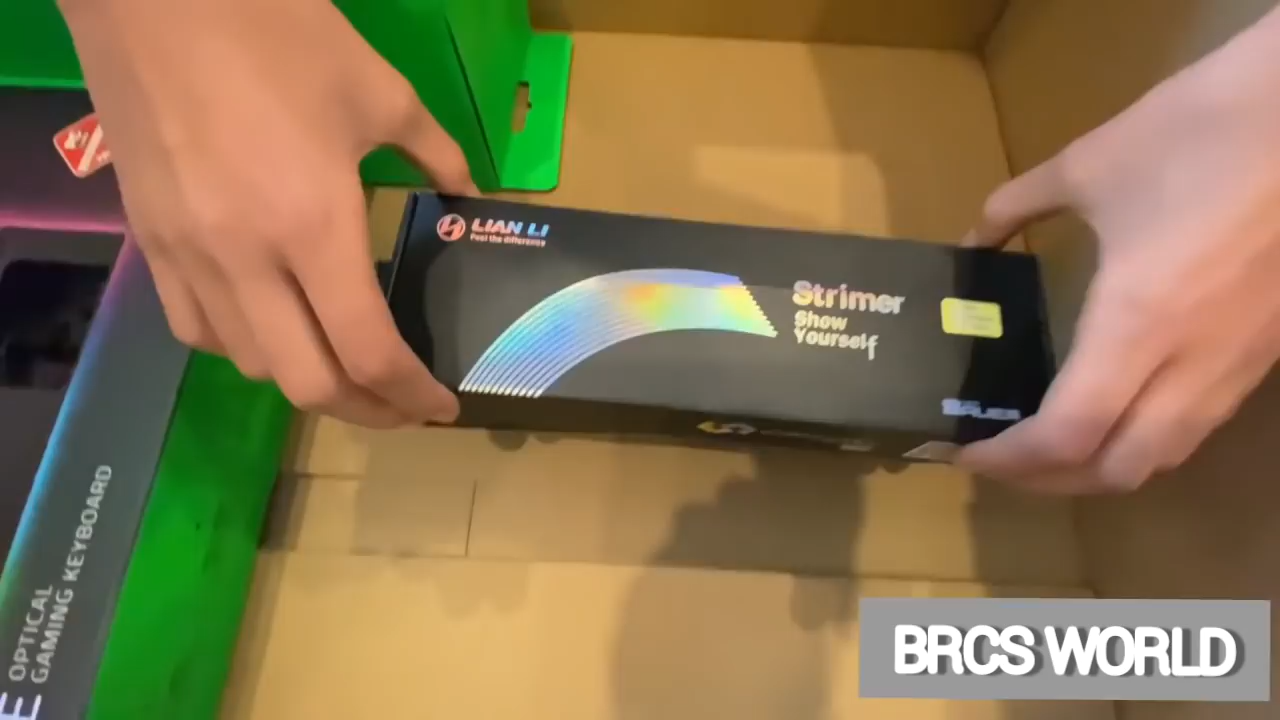 LIAN LI
Feel the difference
Strimer
Show
Yourself
OPTICAL
GAMING KEYBOARD
E
BRCS WORLD